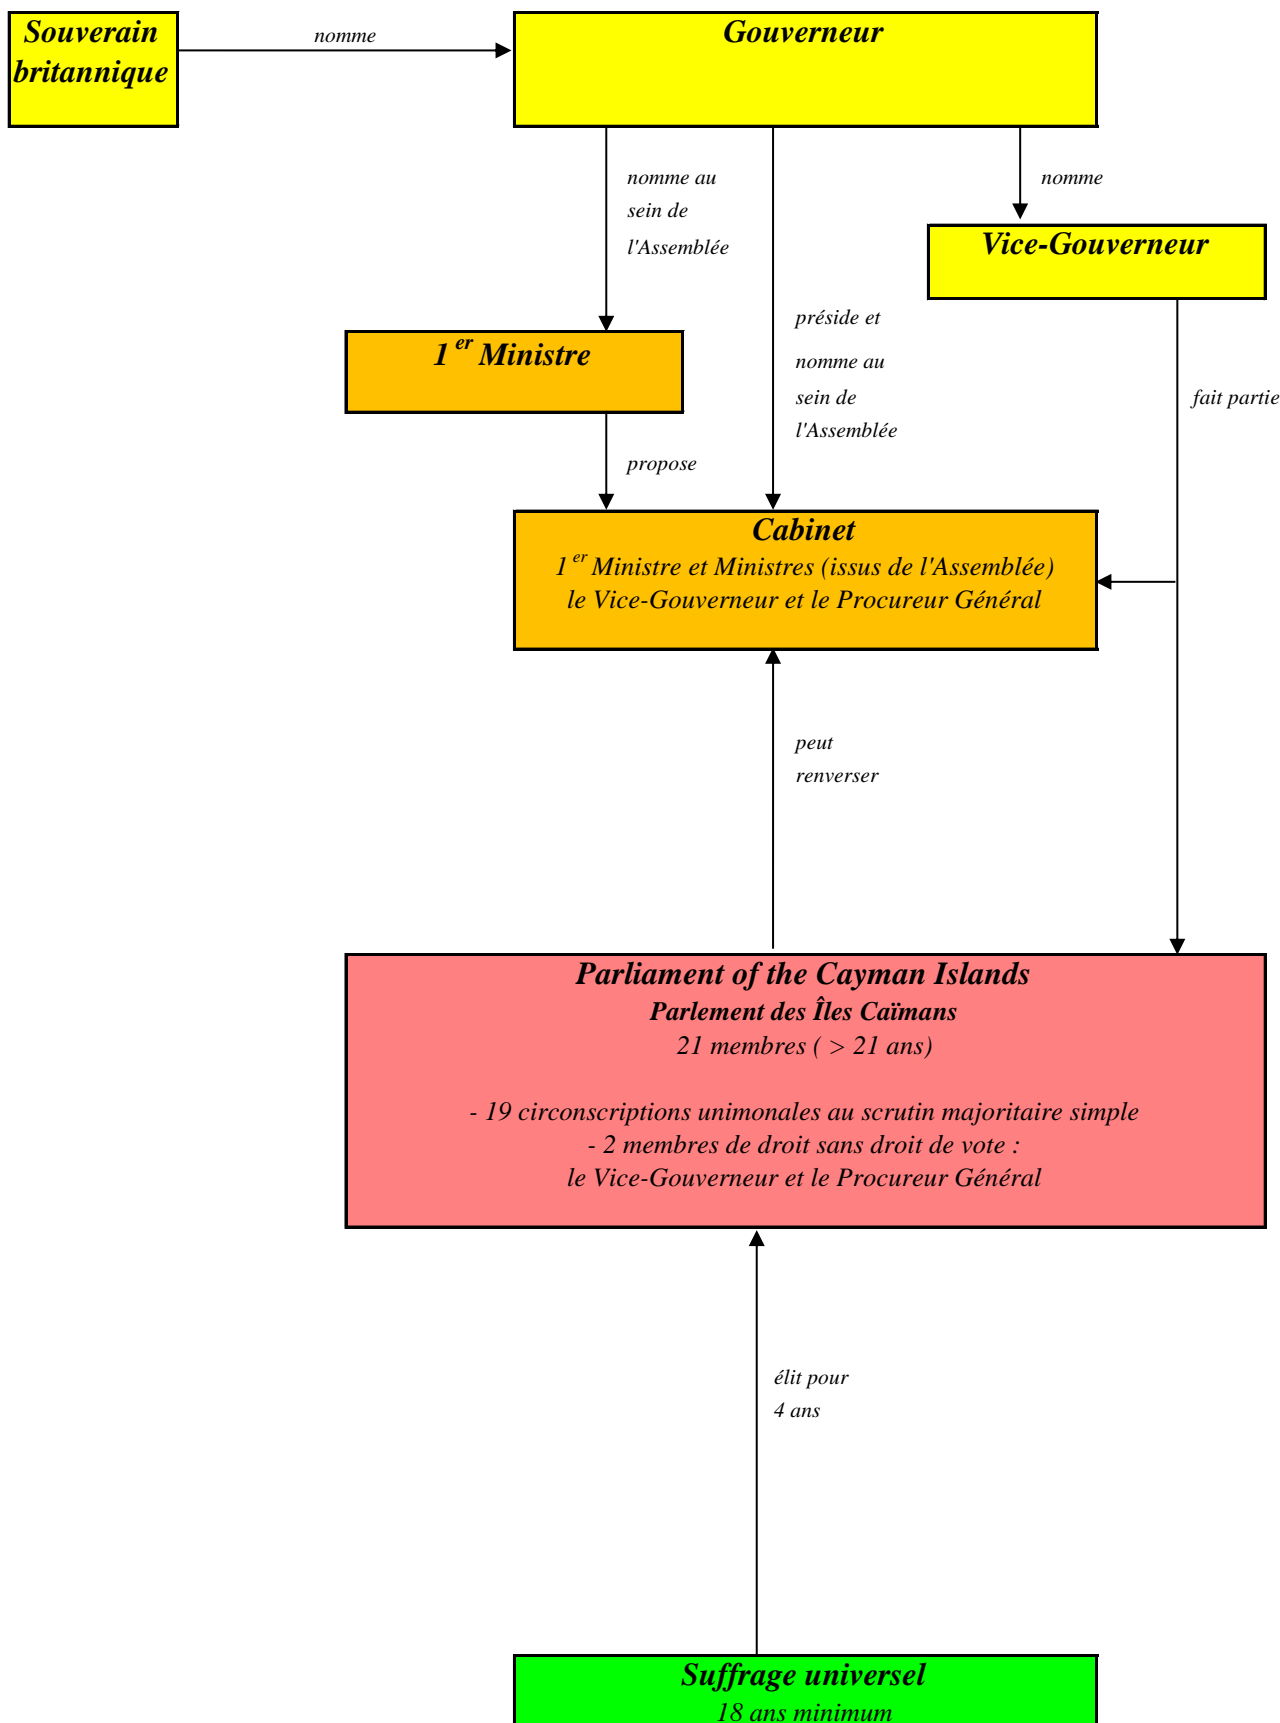 Souverain
britannique
nomme
Gouverneur
nomme au
sein de
l'Assemblée
nomme
Vice-Gouverneur
préside et
nomme au
sein de
l'Assemblée
1er Ministre
fait partie
propose
Cabinet
1er Ministre et Ministres (issus de l'Assemblée)
le Vice-Gouverneur et le Procureur Général
peut
renverser
Parliament of the Cayman Islands
Parlement des Îles Caïmans
21 membres ( > 21 ans)
- 19 circonscriptions unimonales au scrutin majoritaire simple
- 2 membres de droit sans droit de vote :
le Vice-Gouverneur et le Procureur Général
élit pour
4 ans
Suffrage universel
18 ans minimum